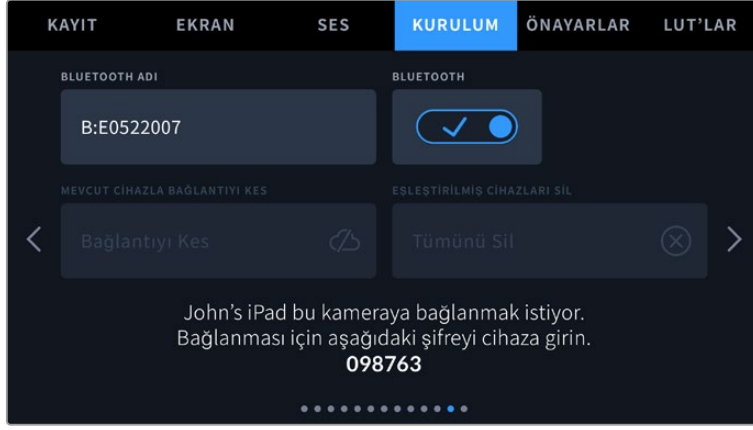 KAYIT EKRAN SES KURULUM ÖNAYARLAR LUT’LAR
BLUETOOTH ADI BLUETOOTH
B:E0522007
MEVCUT CİHAZLA BAĞLANTIYI KES EŞLEŞTİRİLMİŞ CİHAZLARI SİL
Bağlantıyı Kes Tümünü Sil
John’s iPad bu kameraya bağlanmak istiyor.
Bağlanması için aşağıdaki şifreyi cihaza girin.
098763